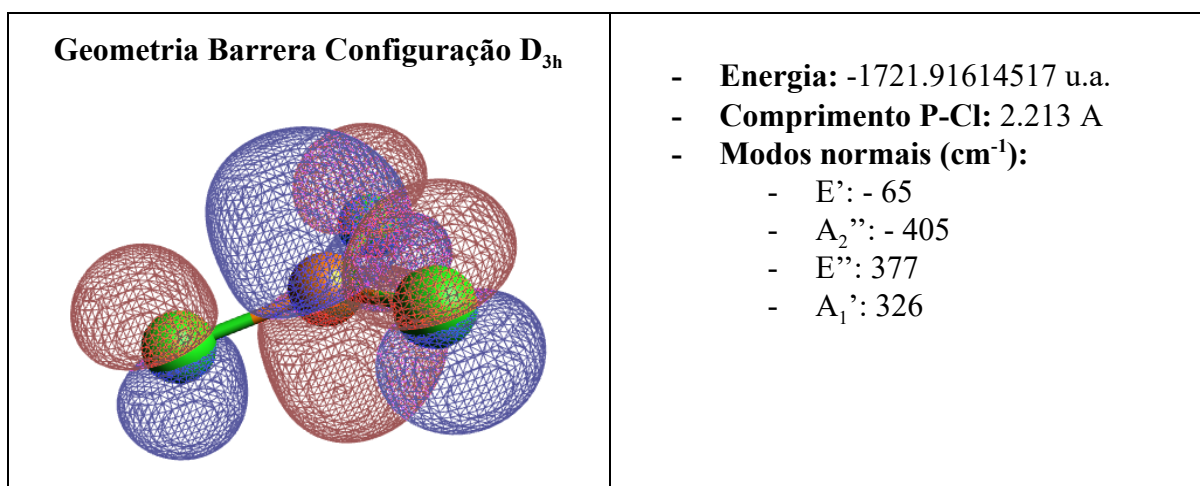 Geometria Barrera Configuração D₃ₕ
- Energia: -1721.91614517 u.a.
- Comprimento P-Cl: 2.213 A
- Modos normais (cm⁻¹):
- E’: - 65
- A₂’’: - 405
- E’’: 377
- A₁’: 326